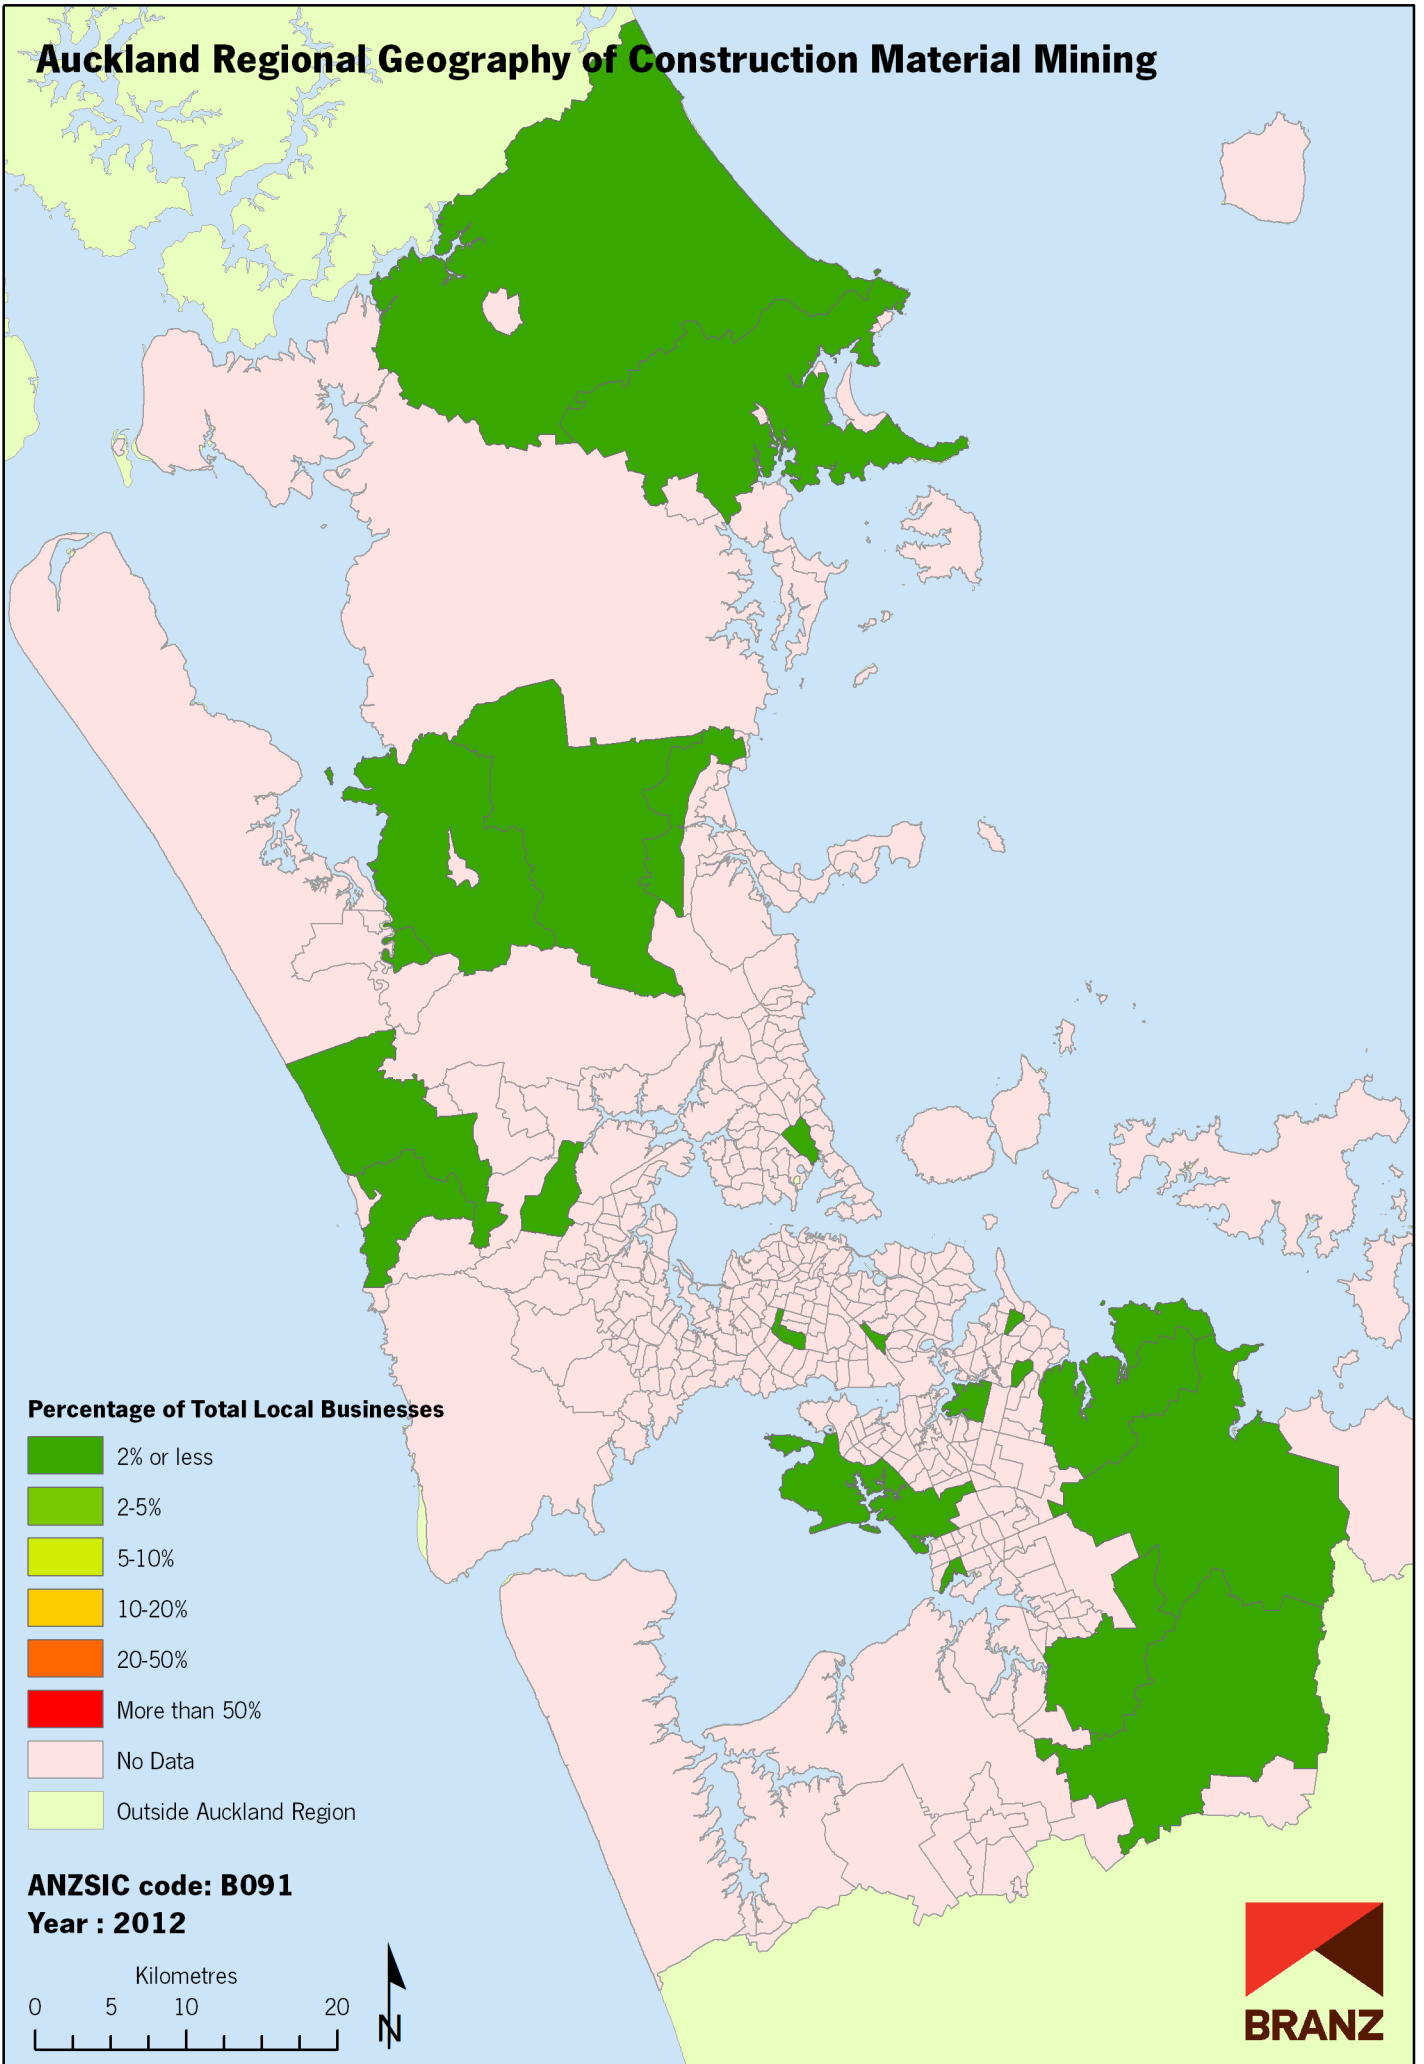 Auckland Regional Geography of Construction Material Mining
Percentage of Total Local Businesses
2% or less
2-5%
5-10%
10-20%
20-50%
More than 50%
No Data
Outside Auckland Region
ANZSIC code: B091
Year : 2012
Kilometres
0 5 10 20
N
BRANZ